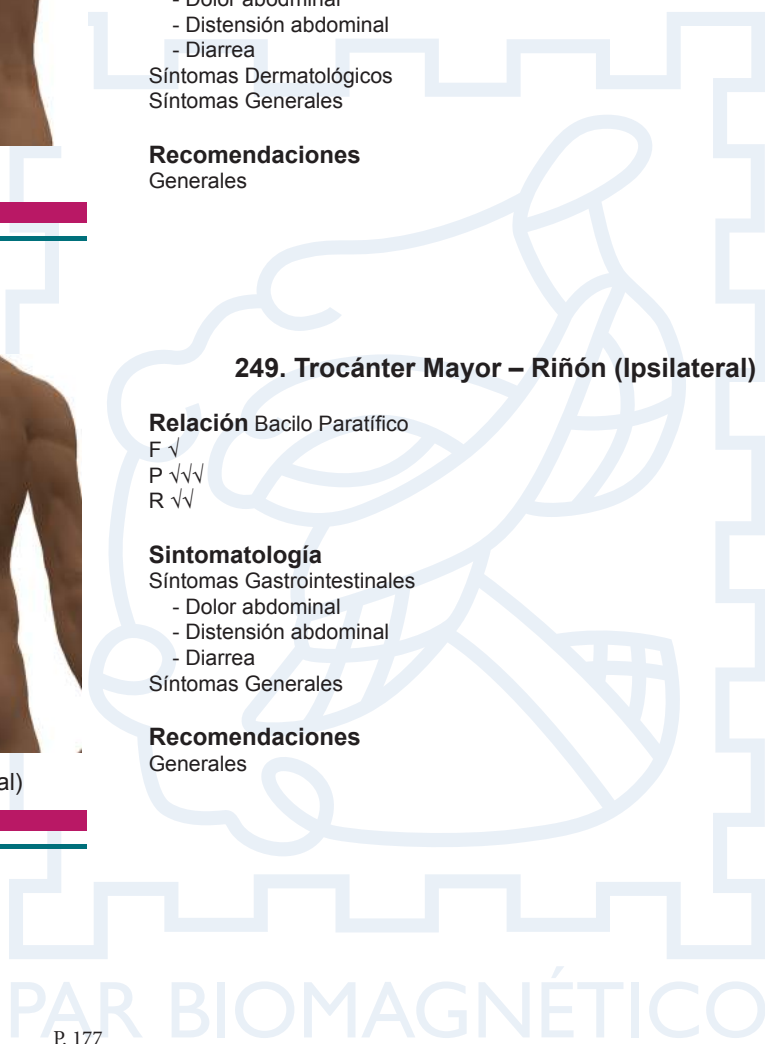 - Dolor abodminal
- Distensión abdominal
- Diarrea
Síntomas Dermatológicos
Síntomas Generales
Recomendaciones
Generales
249. Trocánter Mayor – Riñón (Ipsilateral)
Relación Bacilo Paratífico
F √
P √√√
R √√
Sintomatología
Síntomas Gastrointestinales
- Dolor abdominal
- Distensión abdominal
- Diarrea
Síntomas Generales
Recomendaciones
Generales
al)
PAR BIOMAGNÉTICO
P. 177